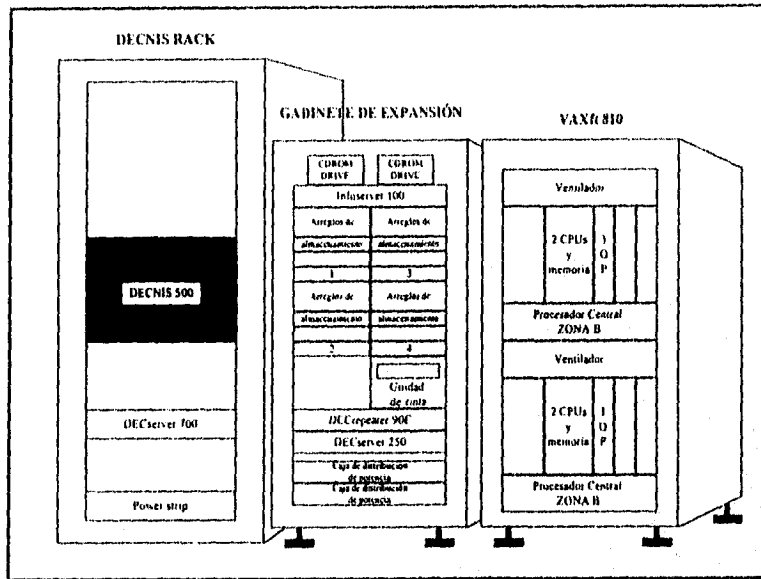 DECNIS RACK
DECNIS 500
DECserver 700
Power strip
GADINETE DE EXPANSIÓN
CDROM
DRIVE
CDROM
DRIVE
Infoserver 100
Arreglos de
almacenamiento
1
Arreglos de
almacenamiento
3
Arreglos de
almacenamiento
2
Arreglos de
almacenamiento
4
Unidad
de cinta
DECrepeater 90F
DECserver 250
Caja de distribución
de potencia
Caja de distribución
de potencia
VAXft 810
Ventilador
2 CPUs
y
memoria
I
O
P
Procesador Central
ZONA B
Ventilador
2 CPUs
y
memoria
I
O
P
Procesador Central
ZONA B